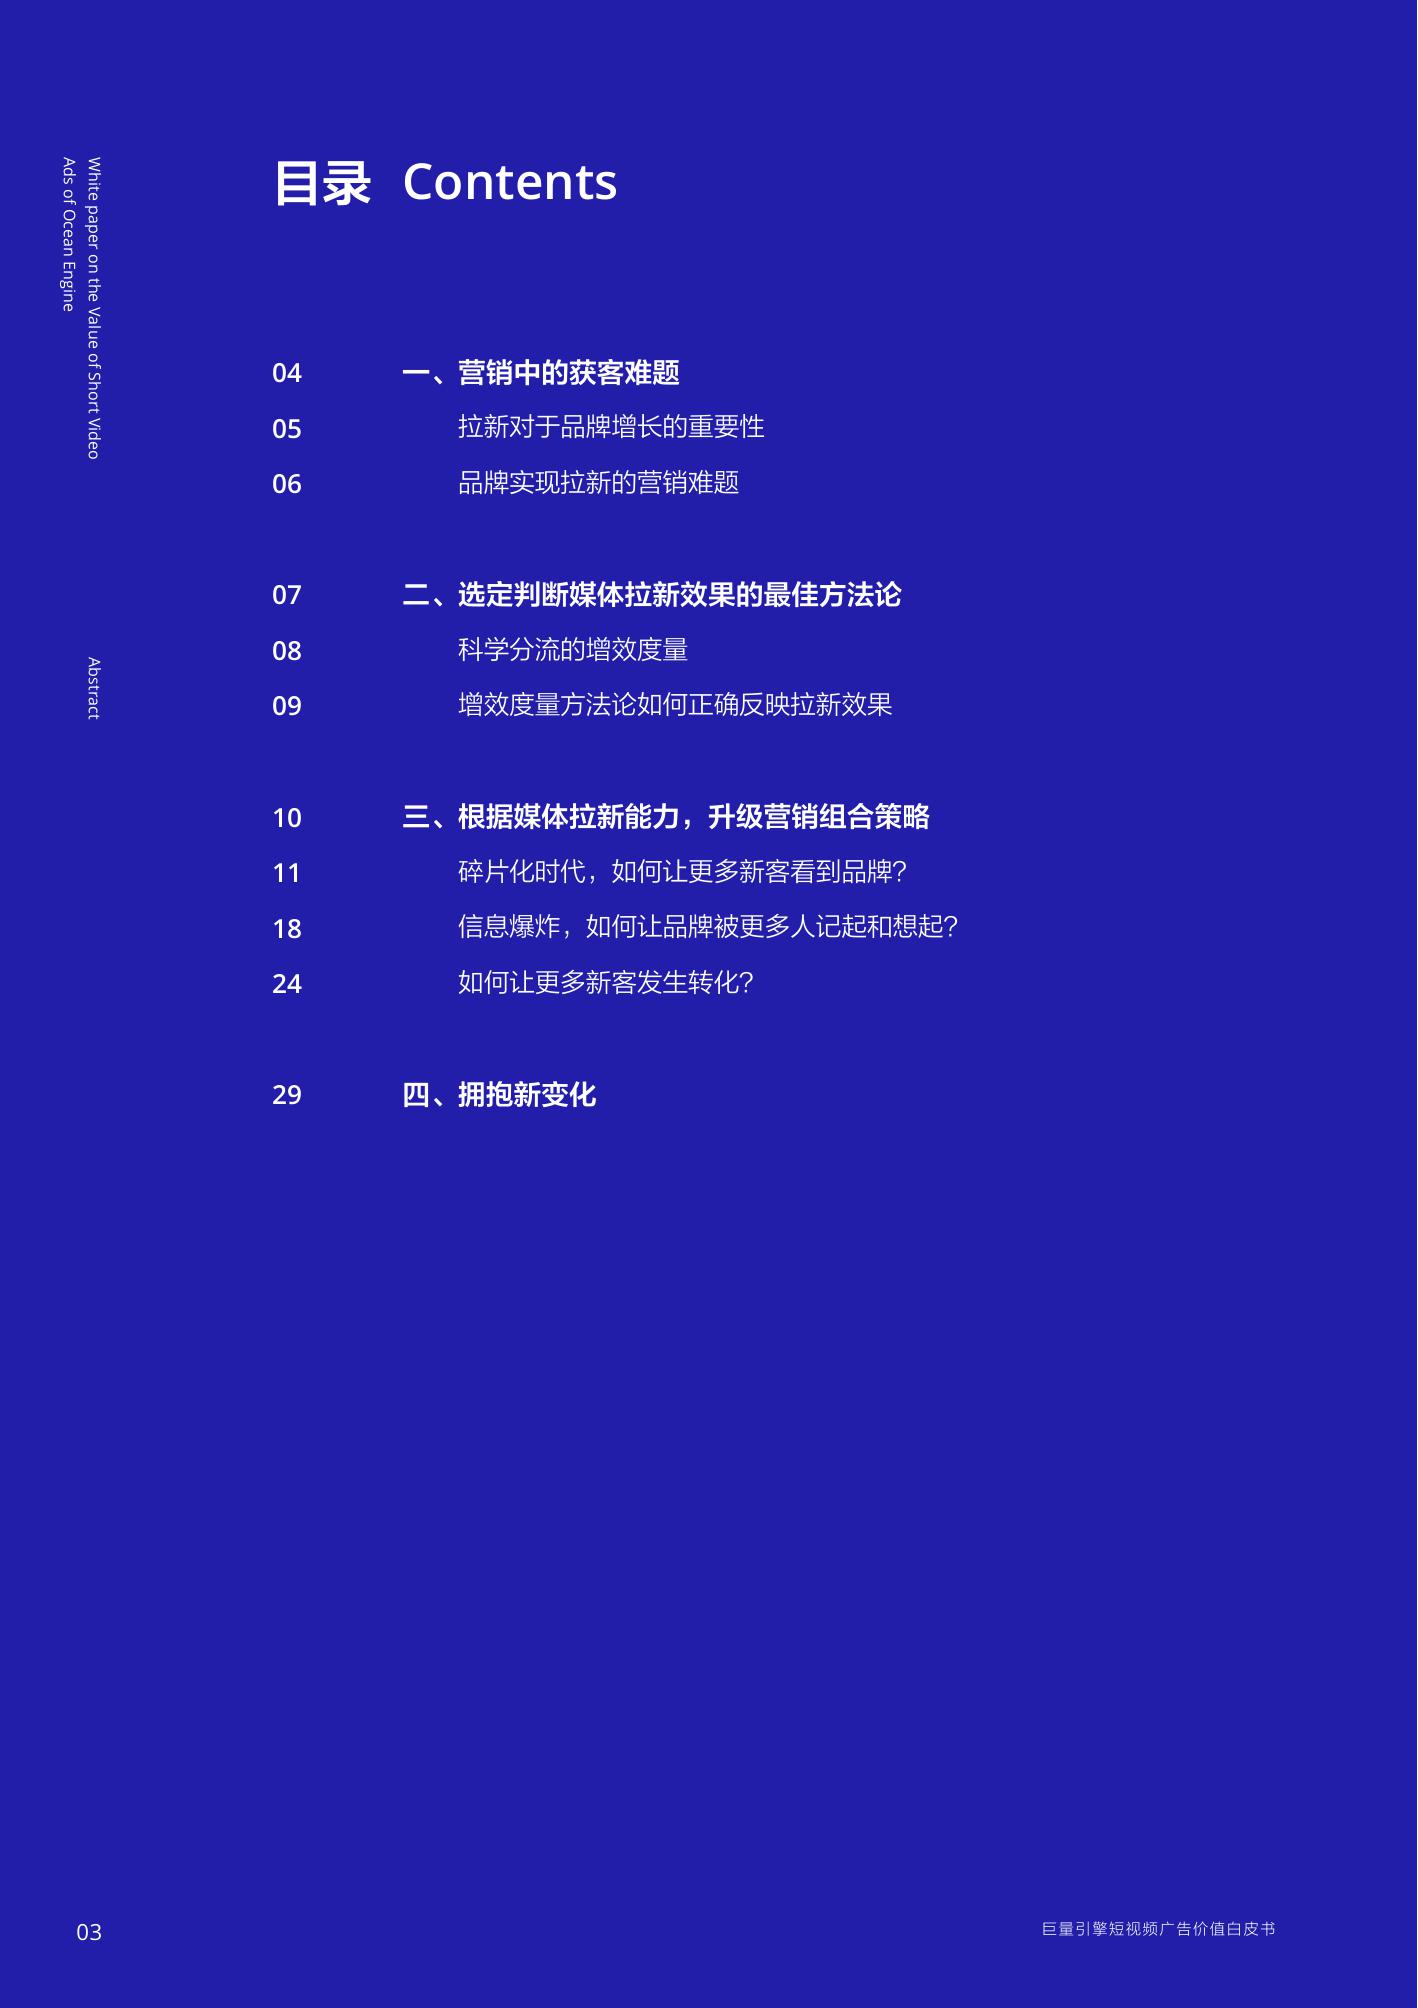 White paper on the Value of Short Video
Ads of Ocean Engine
Abstract
目录 Contents
04 一、营销中的获客难题
05 拉新对于品牌增长的重要性
06 品牌实现拉新的营销难题
07 二、选定判断媒体拉新效果的最佳方法论
08 科学分流的增效度量
09 增效度量方法论如何正确反映拉新效果
10 三、根据媒体拉新能力，升级营销组合策略
11 碎片化时代，如何让更多新客看到品牌？
18 信息爆炸，如何让品牌被更多人记起和想起？
24 如何让更多新客发生转化？
29 四、拥抱新变化
03
巨量引擎短视频广告价值白皮书